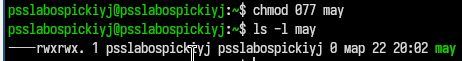 psslabospickiyj@psslabospickiyj:~$ chmod 077 may
psslabospickiyj@psslabospickiyj:~$ ls -l may
----rwxrwx. 1 psslabospickiyj psslabospickiyj 0 мар 22 20:02 may